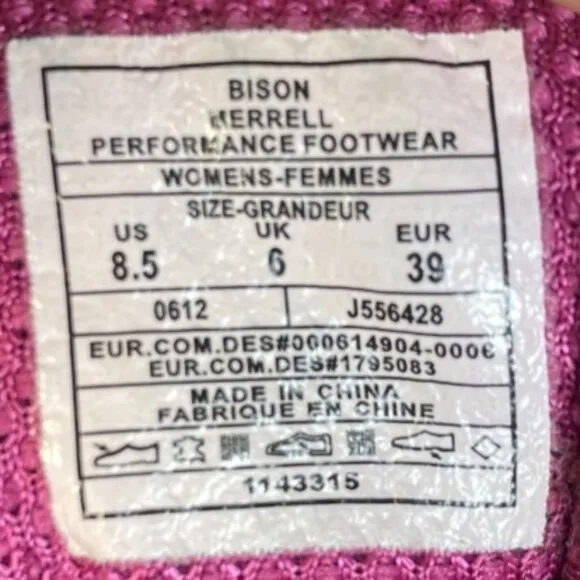 BISON
MERRELL
PERFORMANCE FOOTWEAR
WOMENS-FEMMES
SIZE-GRANDEUR
US UK EUR
8.5 6 39
0612 J556428
EUR.COM.DES#000614904-0006
EUR.COM.DES#1795083
MADE IN CHINA
FABRIQUE EN CHINE
1143315